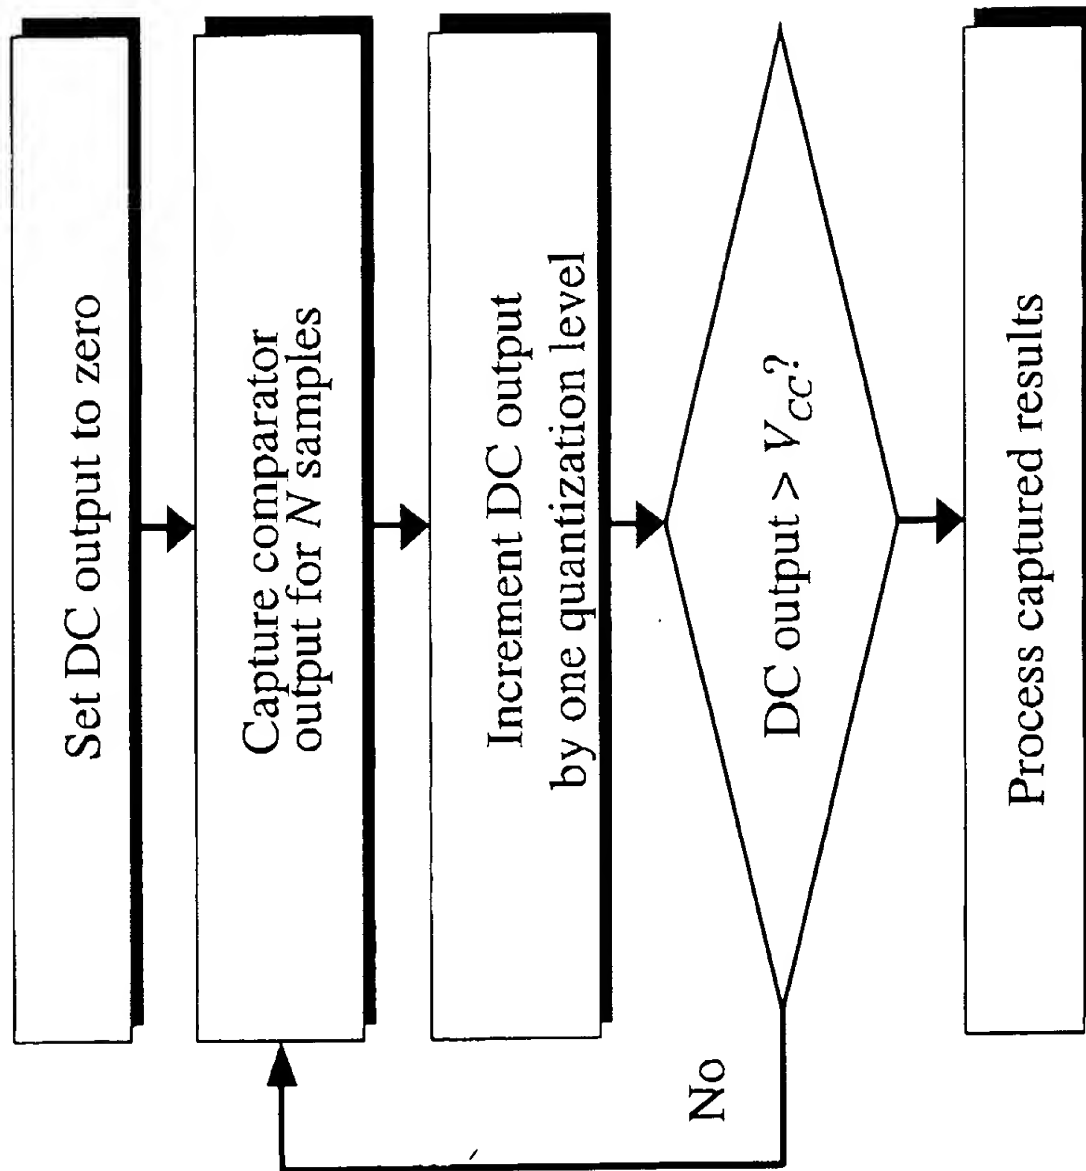 Set DC output to zero
Capture comparator
output for N samples
Increment DC output
by one quantization level
DC output > VCC?
No
Process captured results